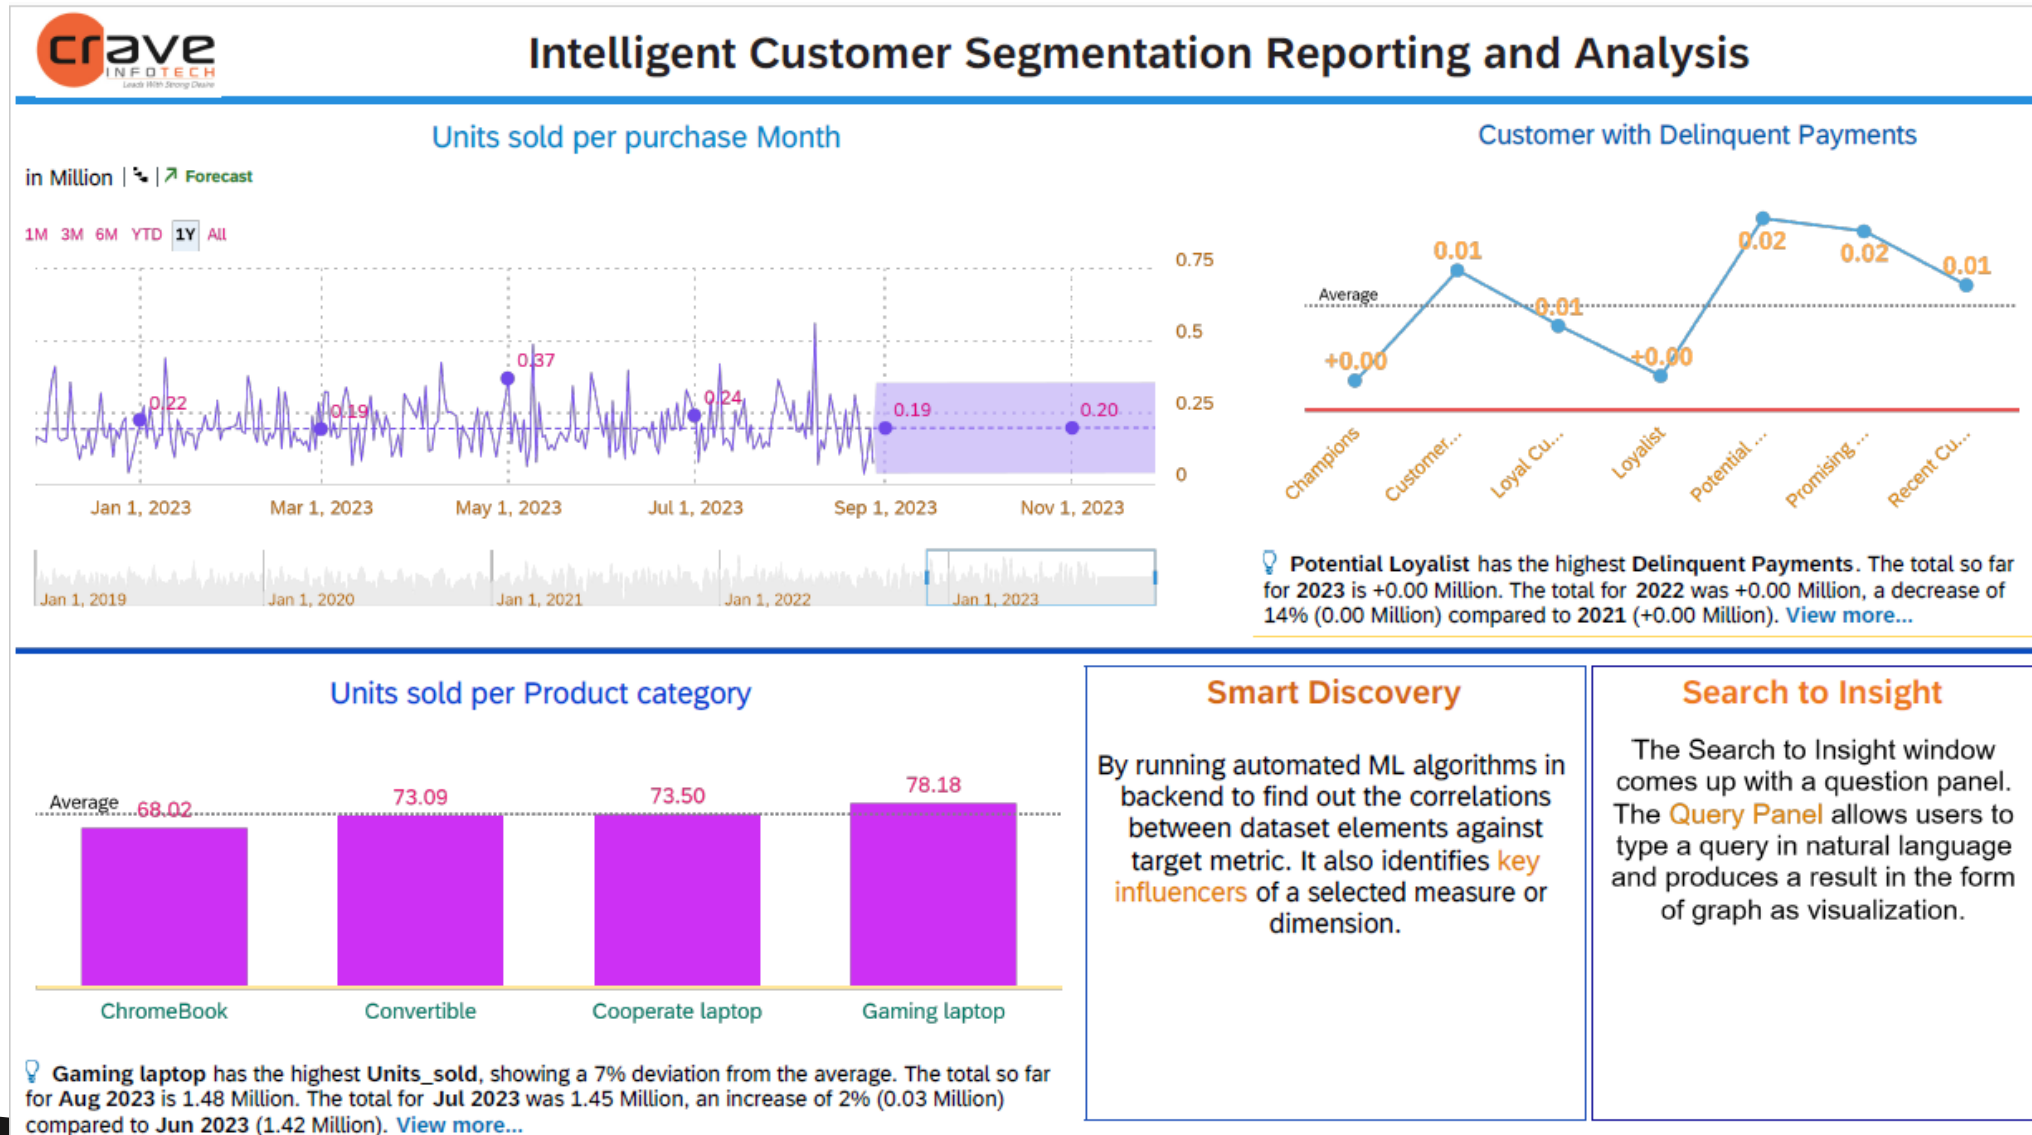 crave
INFOTECH
Leads With Strong Desire
Intelligent Customer Segmentation Reporting and Analysis
Units sold per purchase Month
in Million | | Forecast
1M 3M 6M YTD 1Y All
0.75
0.5
0.25
0
0.22
0.19
0.37
0.24
0.19
0.20
Jan 1, 2023
Mar 1, 2023
May 1, 2023
Jul 1, 2023
Sep 1, 2023
Nov 1, 2023
Jan 1, 2019
Jan 1, 2020
Jan 1, 2021
Jan 1, 2022
Jan 1, 2023
Customer with Delinquent Payments
Average
+0.00
0.01
0.01
+0.00
0.02
0.02
0.01
Champions
Customer...
Loyal Cu...
Loyalist
Potential ...
Promising ...
Recent Cu...
Potential Loyalist has the highest Delinquent Payments. The total so far
for 2023 is +0.00 Million. The total for 2022 was +0.00 Million, a decrease of
14% (0.00 Million) compared to 2021 (+0.00 Million). View more...
Units sold per Product category
Average
68.02
73.09
73.50
78.18
ChromeBook
Convertible
Cooperate laptop
Gaming laptop
Gaming laptop has the highest Units_sold, showing a 7% deviation from the average. The total so far
for Aug 2023 is 1.48 Million. The total for Jul 2023 was 1.45 Million, an increase of 2% (0.03 Million)
compared to Jun 2023 (1.42 Million). View more...
Smart Discovery
By running automated ML algorithms in
backend to find out the correlations
between dataset elements against
target metric. It also identifies key
influencers of a selected measure or
dimension.
Search to Insight
The Search to Insight window
comes up with a question panel.
The Query Panel allows users to
type a query in natural language
and produces a result in the form
of graph as visualization.